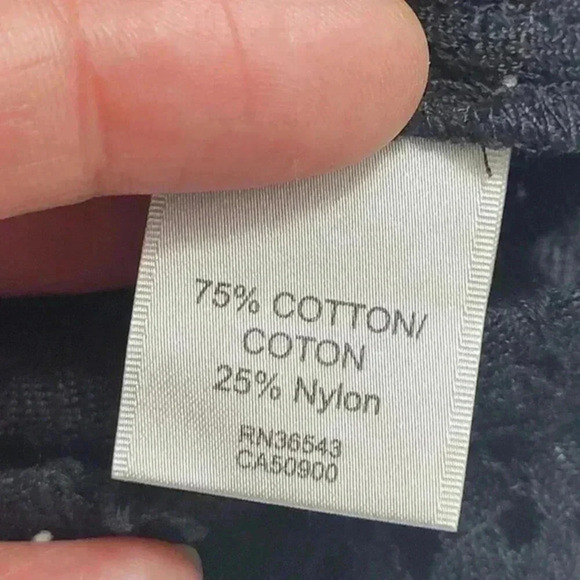 75% COTTON/
COTON
25% Nylon
RN36543
CA50900